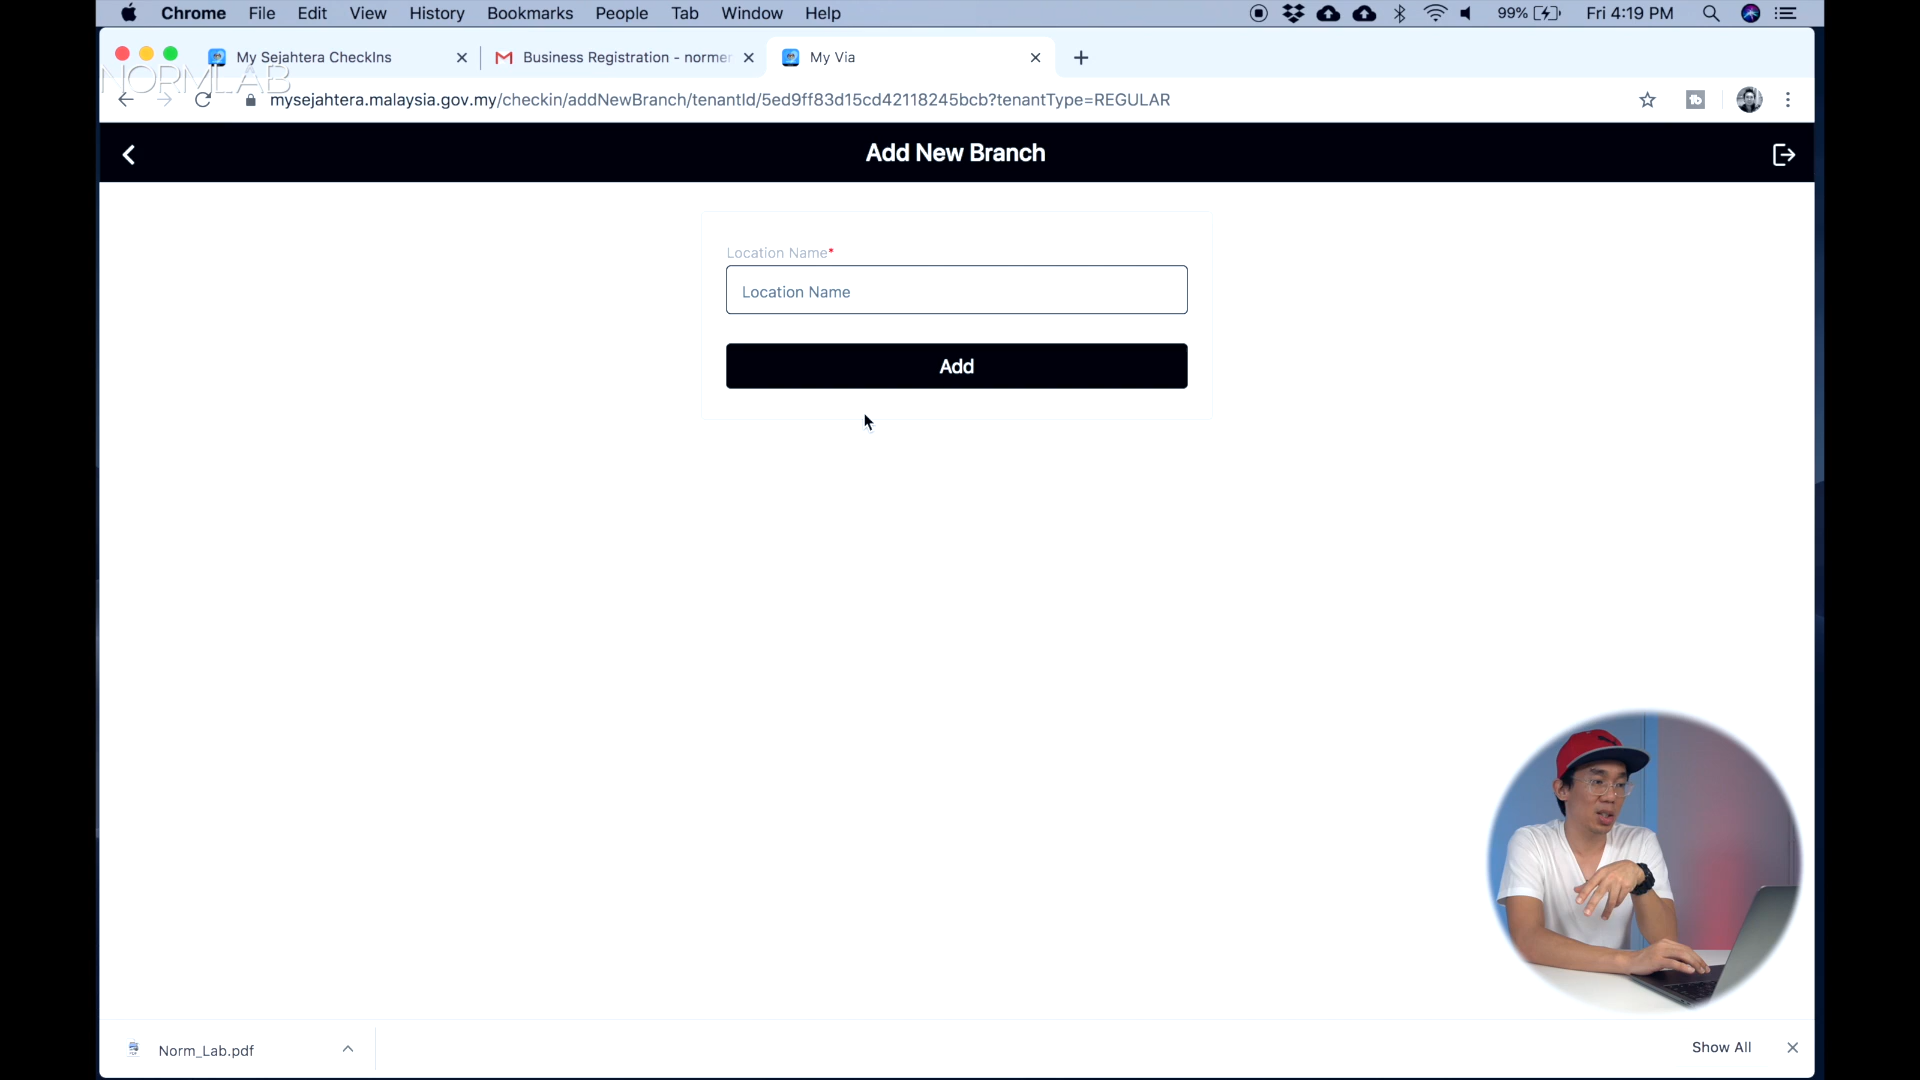 Chrome File Edit View History Bookmarks People Tab Window Help 99% Fri 4:19 PM
My Sejahtera CheckIns Business Registration - normer My Via
NORMLAB
mysejahtera.malaysia.gov.my/checkin/addNewBranch/tenantId/5ed9ff83d15cd42118245bcb?tenantType=REGULAR
Add New Branch
Location Name*
Location Name
Add
Norm_Lab.pdf Show All